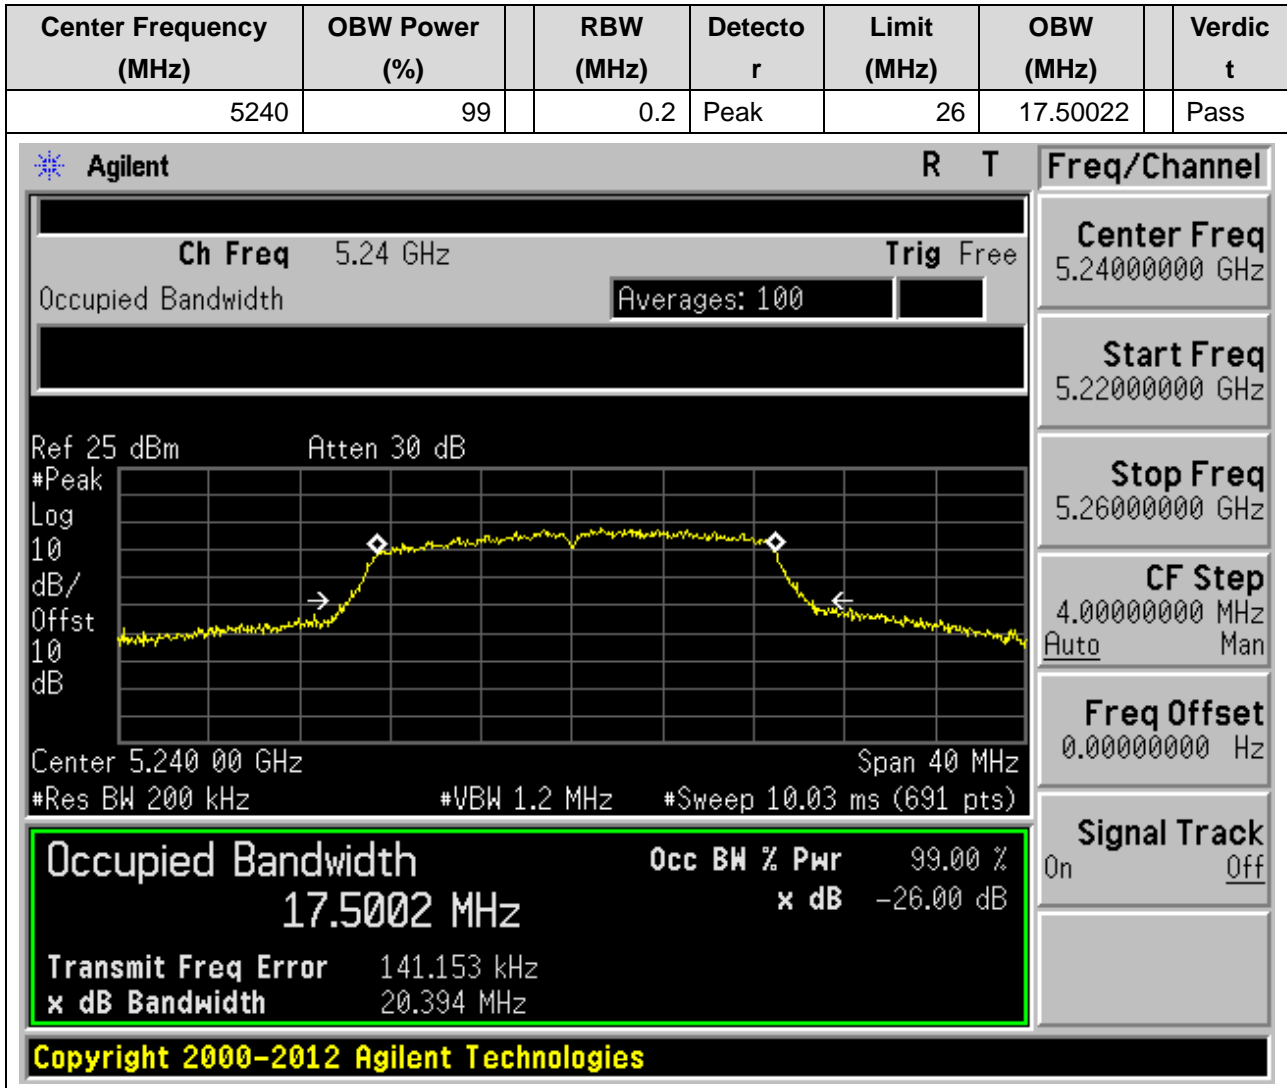 Center Frequency OBW Power RBW Detecto Limit OBW Verdic
(MHz) (%) (MHz) r (MHz) (MHz) t
5240 99 0.2 Peak 26 17.50022 Pass
Agilent R T Freq/Channel
Ch Freq 5.24 GHz Trig Free
Occupied Bandwidth Averages: 100
Center Freq
5.24000000 GHz
Start Freq
5.22000000 GHz
Stop Freq
5.26000000 GHz
CF Step
4.00000000 MHz
Auto Man
Freq Offset
0.00000000 Hz
Signal Track
On Off
Ref 25 dBm Atten 30 dB
#Peak
Log
10
dB/
Offst
10
dB
Center 5.240 00 GHz Span 40 MHz
#Res BW 200 kHz #VBW 1.2 MHz #Sweep 10.03 ms (691 pts)
Occupied Bandwidth Occ BW % Pwr 99.00 %
17.5002 MHz x dB -26.00 dB
Transmit Freq Error 141.153 kHz
x dB Bandwidth 20.394 MHz
Copyright 2000-2012 Agilent Technologies